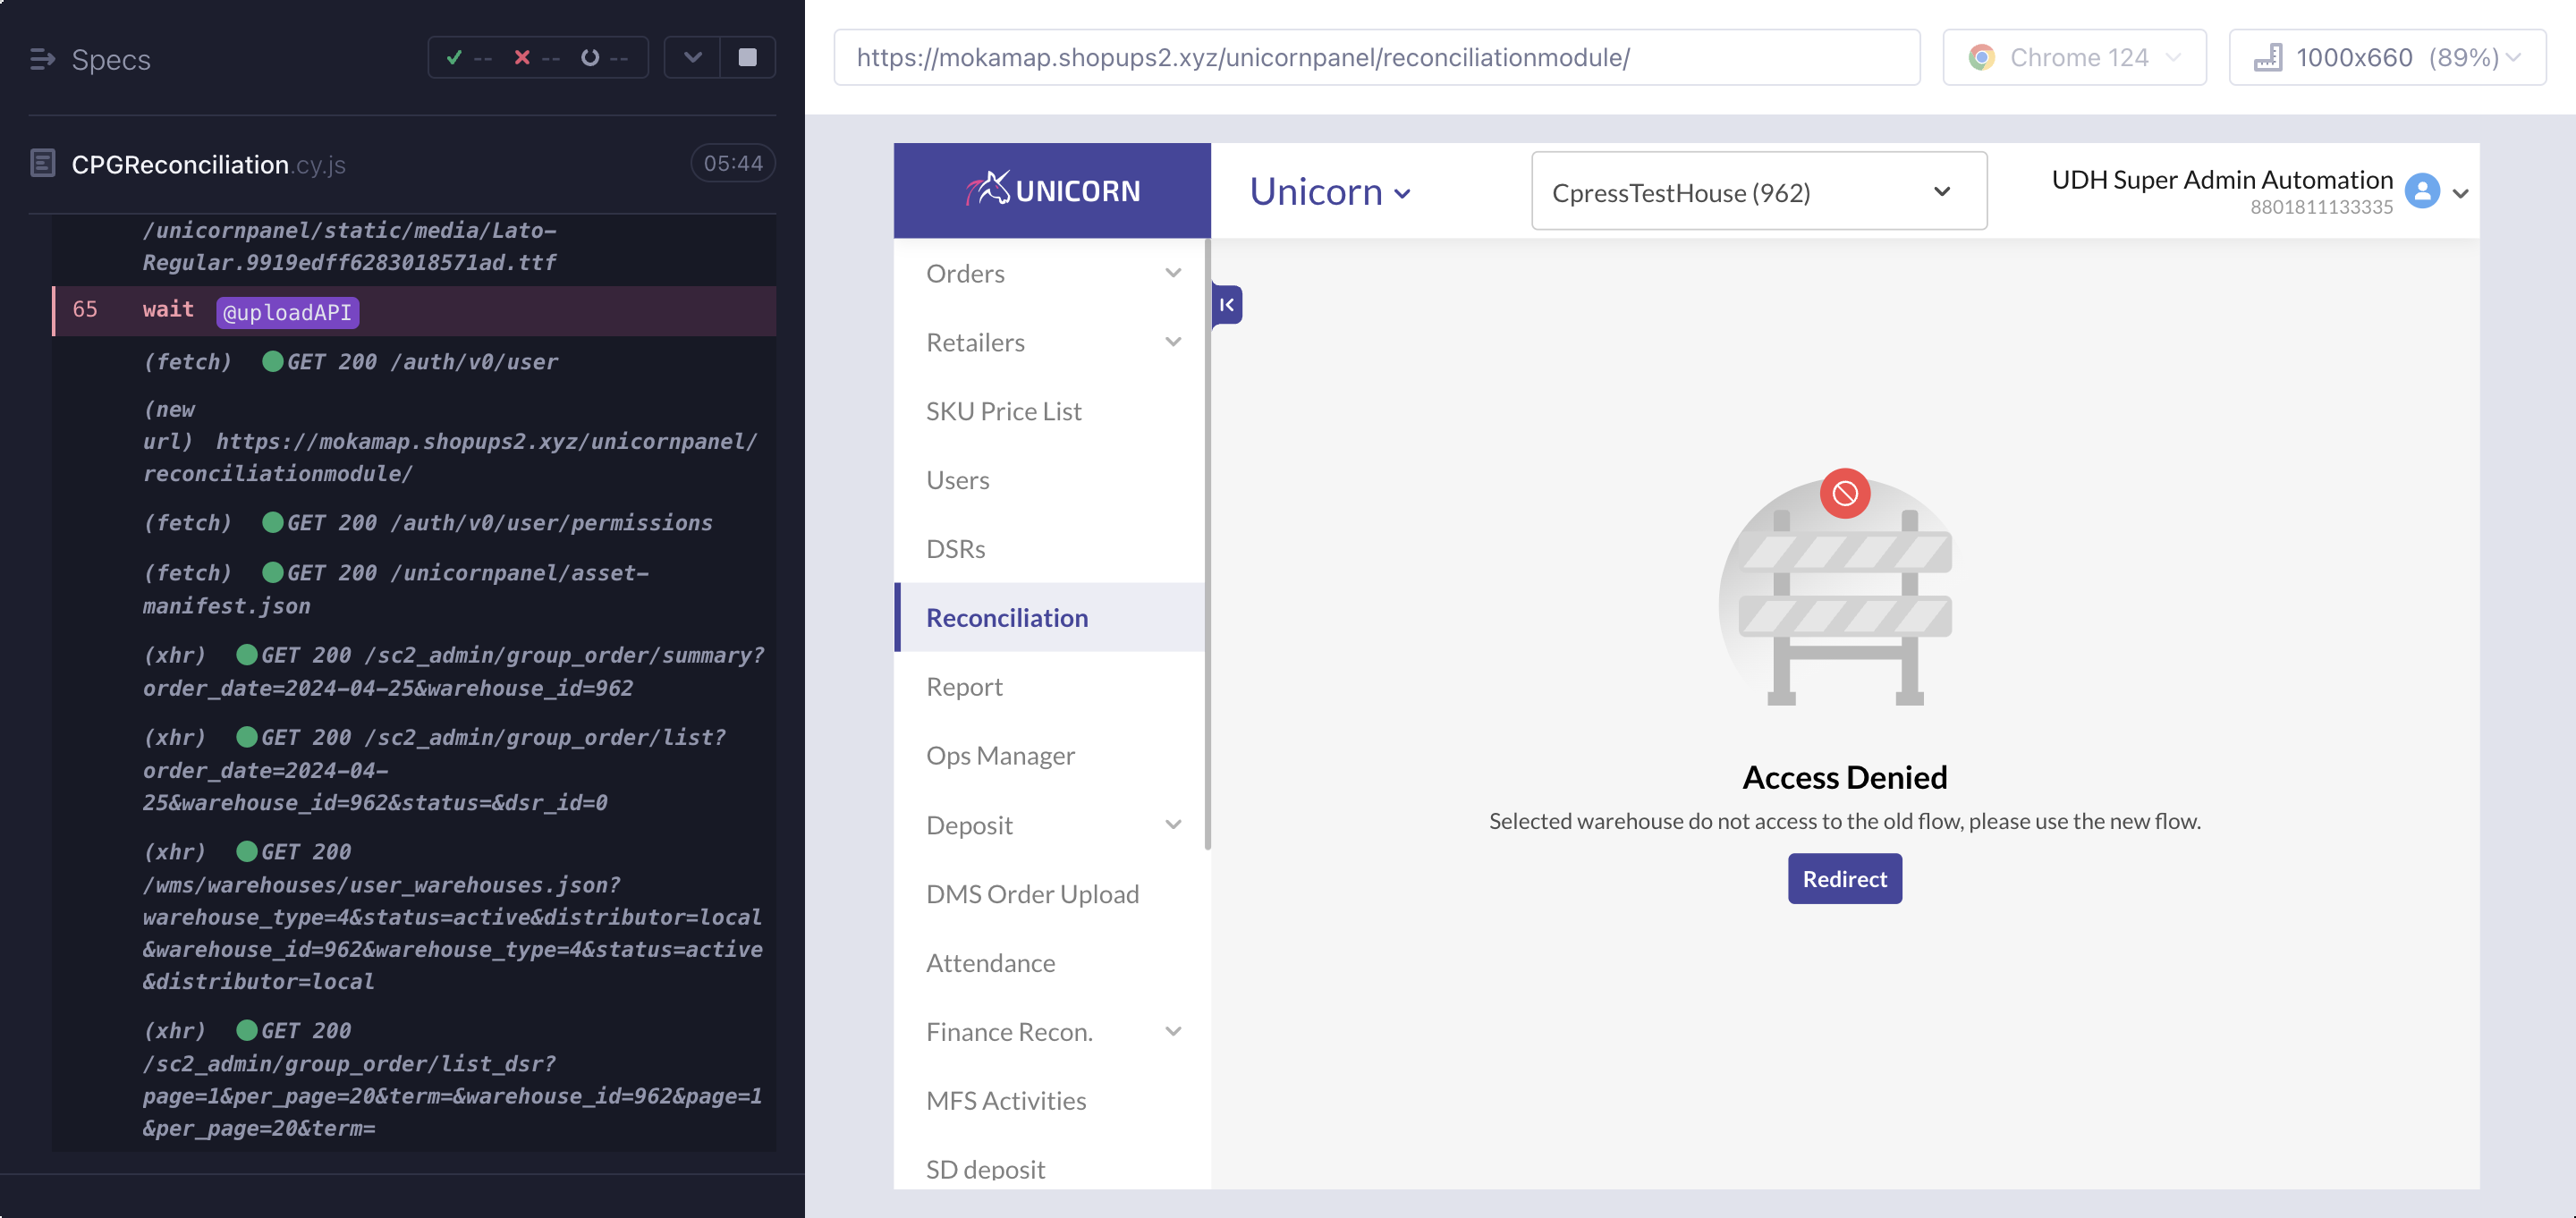 Specs
-- -- --
CPGReconciliation.cy.js
05:44
/unicornpanel/static/media/Lato-
Regular.9919edff6283018571ad.ttf
65 wait @uploadAPI
(fetch) GET 200 /auth/v0/user
(new
url) https://mokamap.shopups2.xyz/unicornpanel/
reconciliationmodule/
(fetch) GET 200 /auth/v0/user/permissions
(fetch) GET 200 /unicornpanel/asset-
manifest.json
(xhr) GET 200 /sc2_admin/group_order/summary?
order_date=2024-04-25&warehouse_id=962
(xhr) GET 200 /sc2_admin/group_order/list?
order_date=2024-04-
25&warehouse_id=962&status=&dsr_id=0
(xhr) GET 200
/wms/warehouses/user_warehouses.json?
warehouse_type=4&status=active&distributor=local
&warehouse_id=962&warehouse_type=4&status=active
&distributor=local
(xhr) GET 200
/sc2_admin/group_order/list_dsr?
page=1&per_page=20&term=&warehouse_id=962&page=1
&per_page=20&term=
https://mokamap.shopups2.xyz/unicornpanel/reconciliationmodule/
Chrome 124
1000x660 (89%)
UNICORN
Unicorn
CpressTestHouse (962)
UDH Super Admin Automation
8801811133335
Orders
Retailers
SKU Price List
Users
DSRs
Reconciliation
Report
Ops Manager
Deposit
DMS Order Upload
Attendance
Finance Recon.
MFS Activities
SD deposit
Access Denied
Selected warehouse do not access to the old flow, please use the new flow.
Redirect